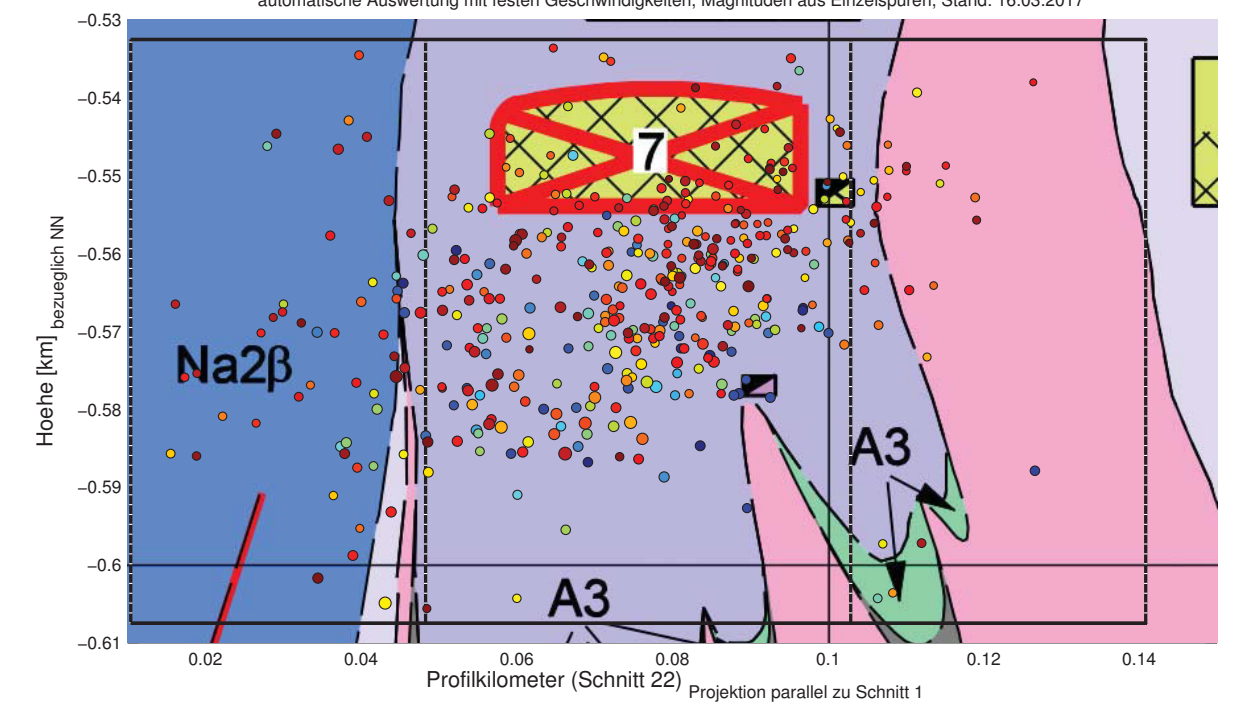 automatische Auswertung mit festen Geschwindigkeiten, Magnituden aus Einzelspuren, Stand: 16.03.2017
−0.53
−0.54
−0.55
−0.56
−0.57
−0.58
−0.59
−0.6
−0.61
Hoehe [km] bezueglich NN
7
Na2β
A3
A3
0.02 0.04 0.06 0.08 0.1 0.12 0.14
Profilkilometer (Schnitt 22) Projektion parallel zu Schnitt 1